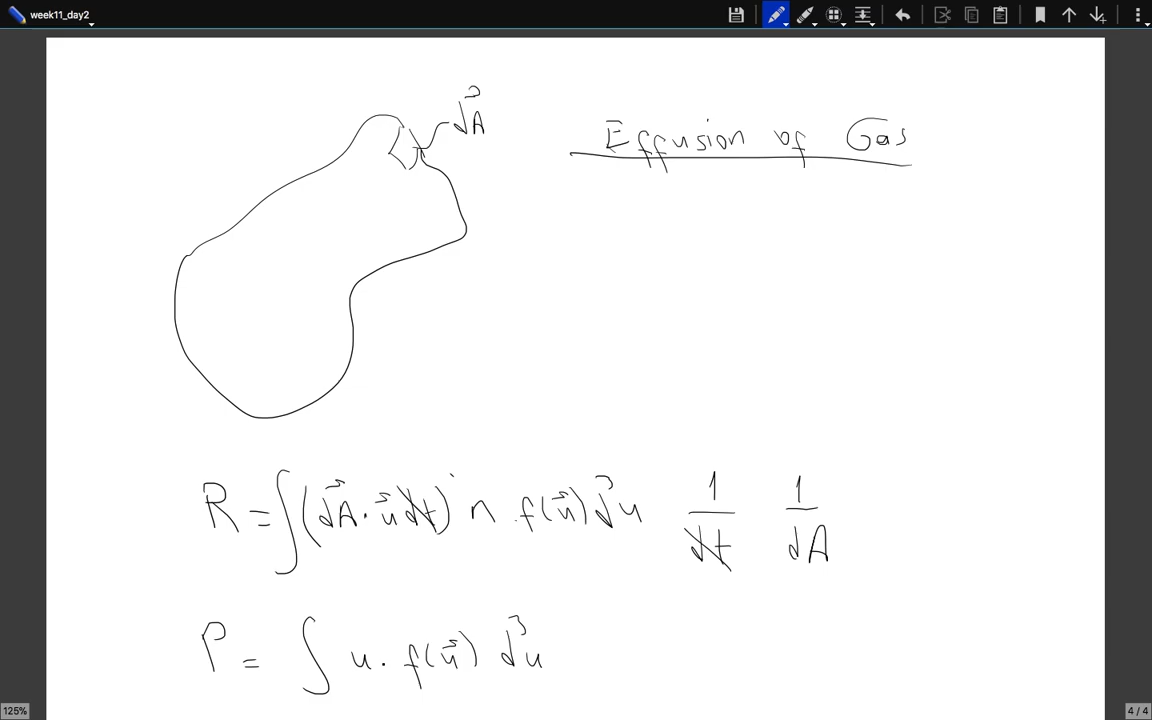 week11_day2
dA⃗
Effusion of Gas
R = ∫ (dA⃗ · u⃗ dt) n · f(u⃗) d³u 1/dt 1/dA
P = ∫ u · f(u⃗) d³u
125%
4 / 4